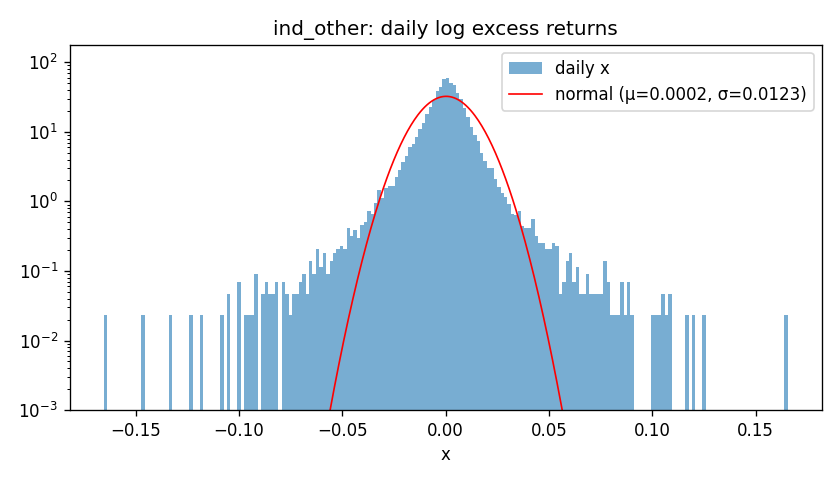 ind_other: daily log excess returns
daily x
normal (μ=0.0002, σ=0.0123)
10²
10¹
10⁰
10⁻¹
10⁻²
10⁻³
−0.15 −0.10 −0.05 0.00 0.05 0.10 0.15
x